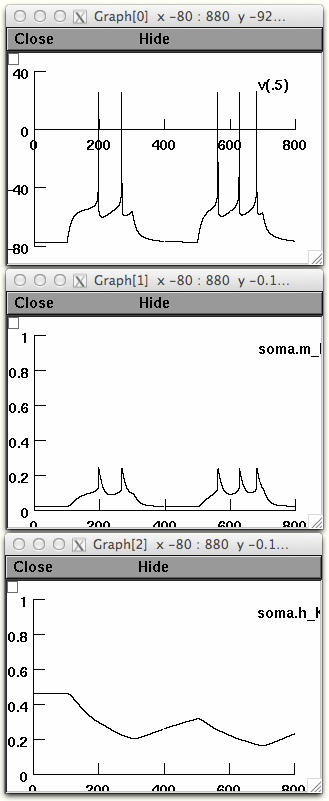 Graph[0] x -80 : 880 y -92...
Close Hide
40
v(.5)
0
0 200 400 600 800
-40
-80
Graph[1] x -80 : 880 y -0.1...
Close Hide
1
soma.m_
0.8
0.6
0.4
0.2
0
0 200 400 600 800
Graph[2] x -80 : 880 y -0.1...
Close Hide
1
soma.h_K
0.8
0.6
0.4
0.2
0
0 200 400 600 800